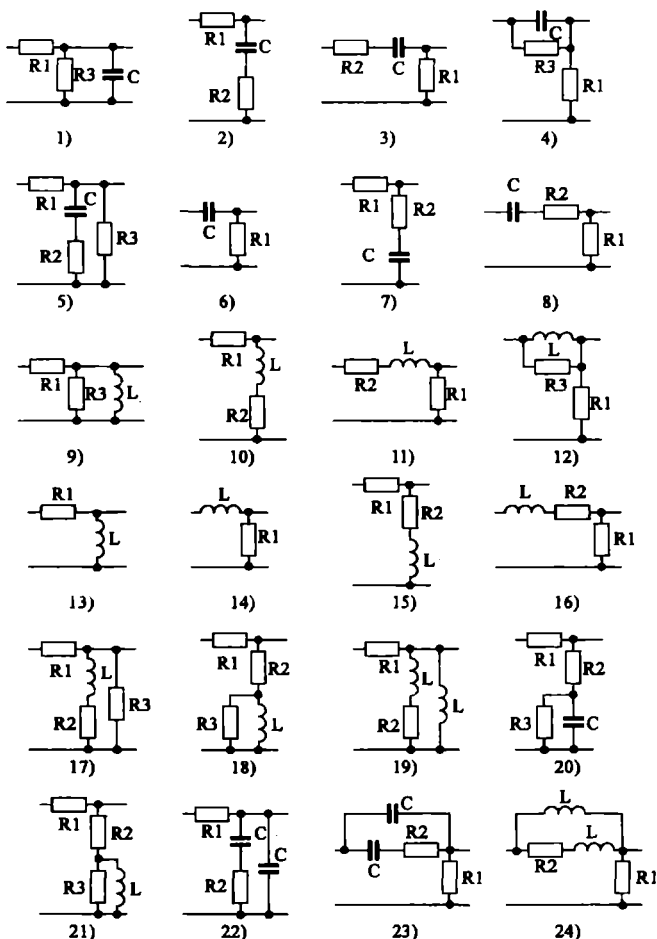 R1 R3 C
1)
R1 C R2
2)
R2 C R1
3)
C R3 R1
4)
R1 C R2 R3
5)
C R1
6)
R1 R2 C
7)
C R2 R1
8)
R1 R3 L
9)
R1 L R2
10)
R2 L R1
11)
L R3 R1
12)
R1 L
13)
L R1
14)
R1 R2 L
15)
L R2 R1
16)
R1 L R2 R3
17)
R1 R2 R3 L
18)
R1 L R2 L
19)
R1 R2 R3 C
20)
R1 R2 R3 L
21)
R1 C R2 C
22)
C R2 C R1
23)
L L R2 R1
24)